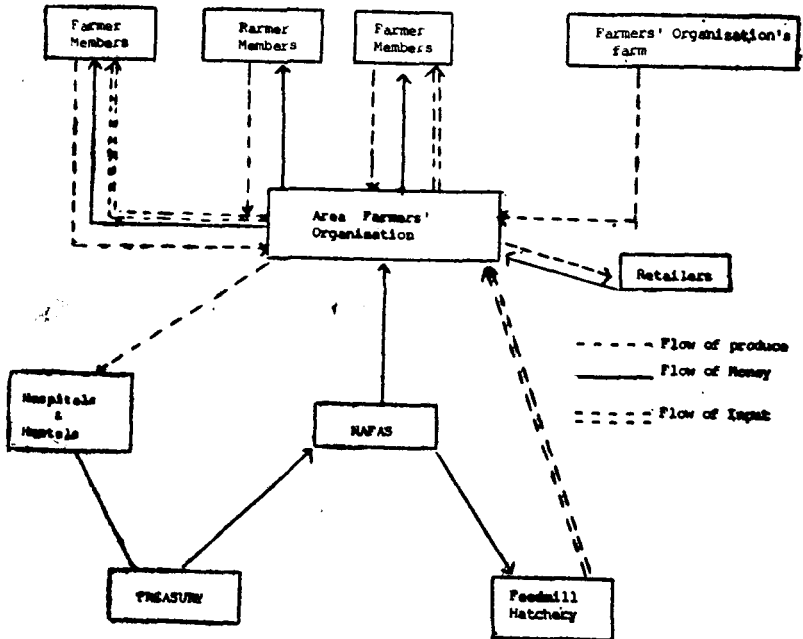 Farmer
Members
Rarmer
Members
Farmer
Members
Farmers' Organisation's
farm
Area Farmers'
Organisation
Retailers
Flow of produce
Flow of Money
Flow of Input
Hospitals
&
Hostels
NAFAS
TREASURY
Feedmill
Hatchery